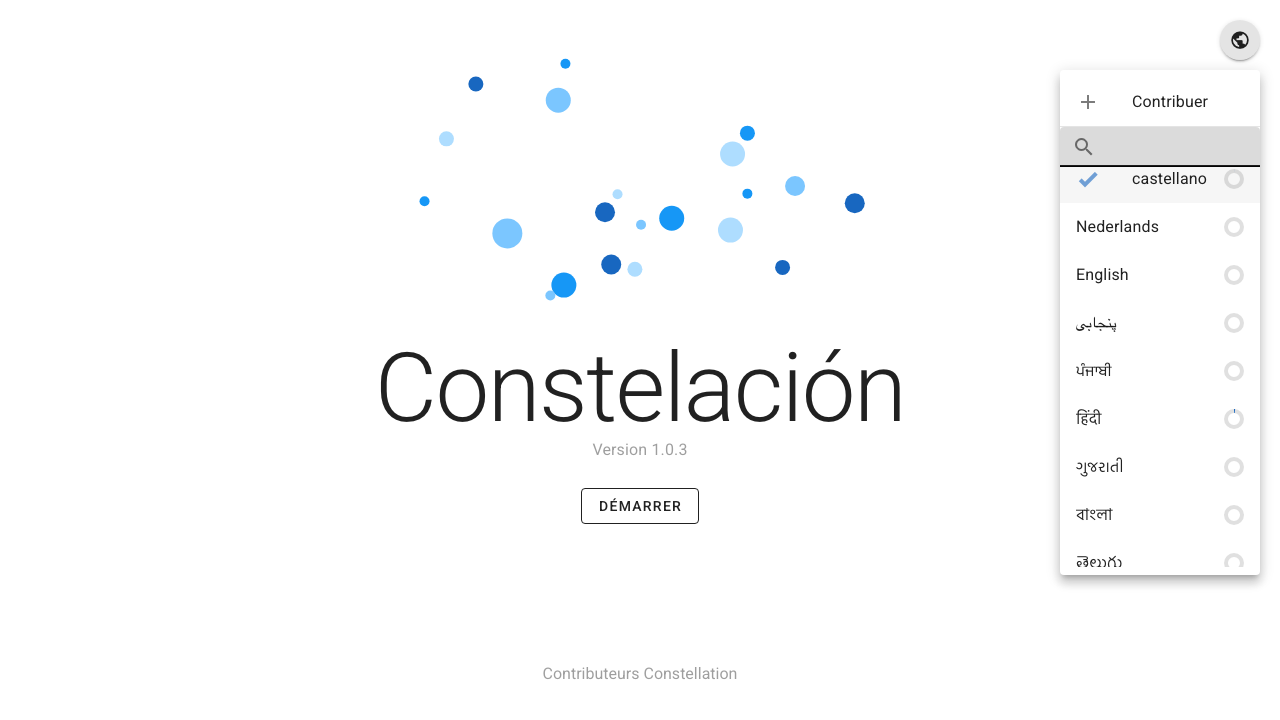 Contribuer
castellano
Nederlands
English
پنجابی
ਪੰਜਾਬੀ
हिंदी
ગુજરાતી
বাংলা
తెలుగు
Constelación
Version 1.0.3
DÉMARRER
Contributeurs Constellation